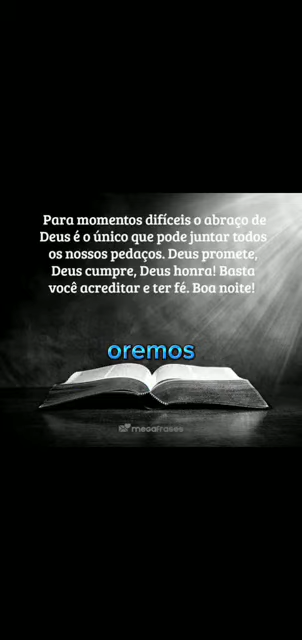 Para momentos difíceis o abraço de
Deus é o único que pode juntar todos
os nossos pedaços. Deus promete,
Deus cumpre, Deus honra! Basta
você acreditar e ter fé. Boa noite!
oremos
megafrases